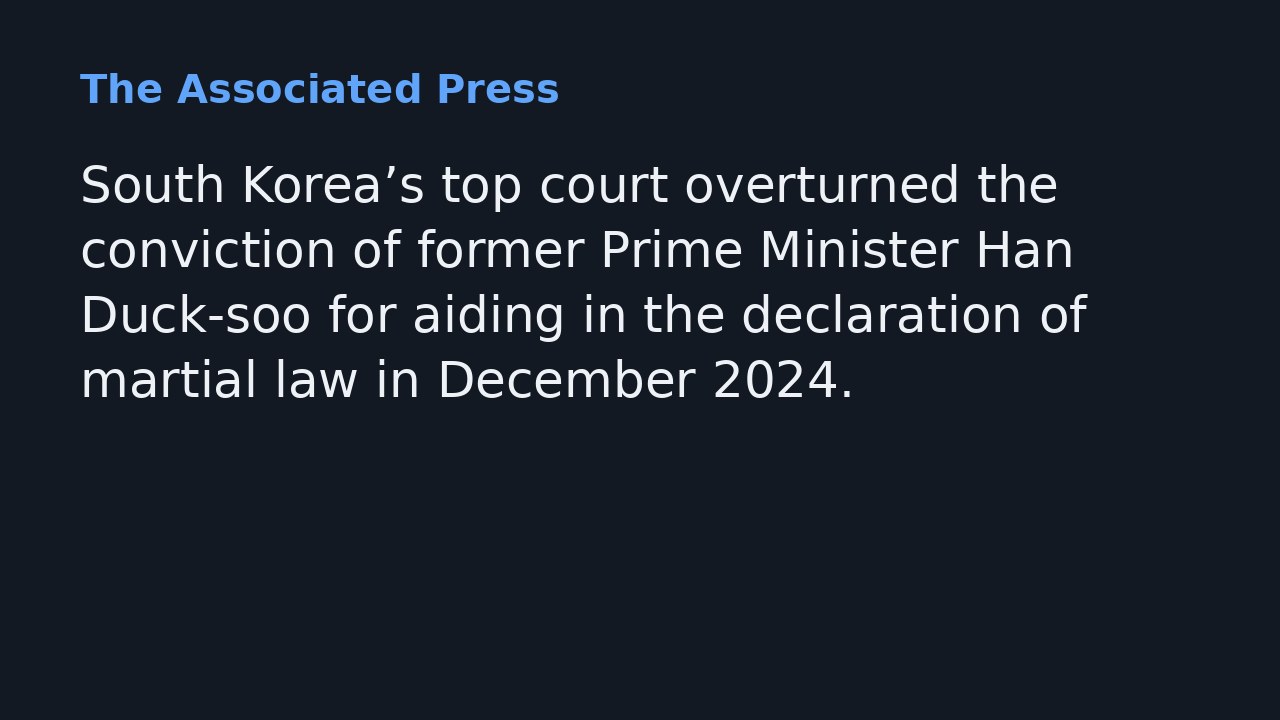 The Associated Press
South Korea’s top court overturned the
conviction of former Prime Minister Han
Duck-soo for aiding in the declaration of
martial law in December 2024.